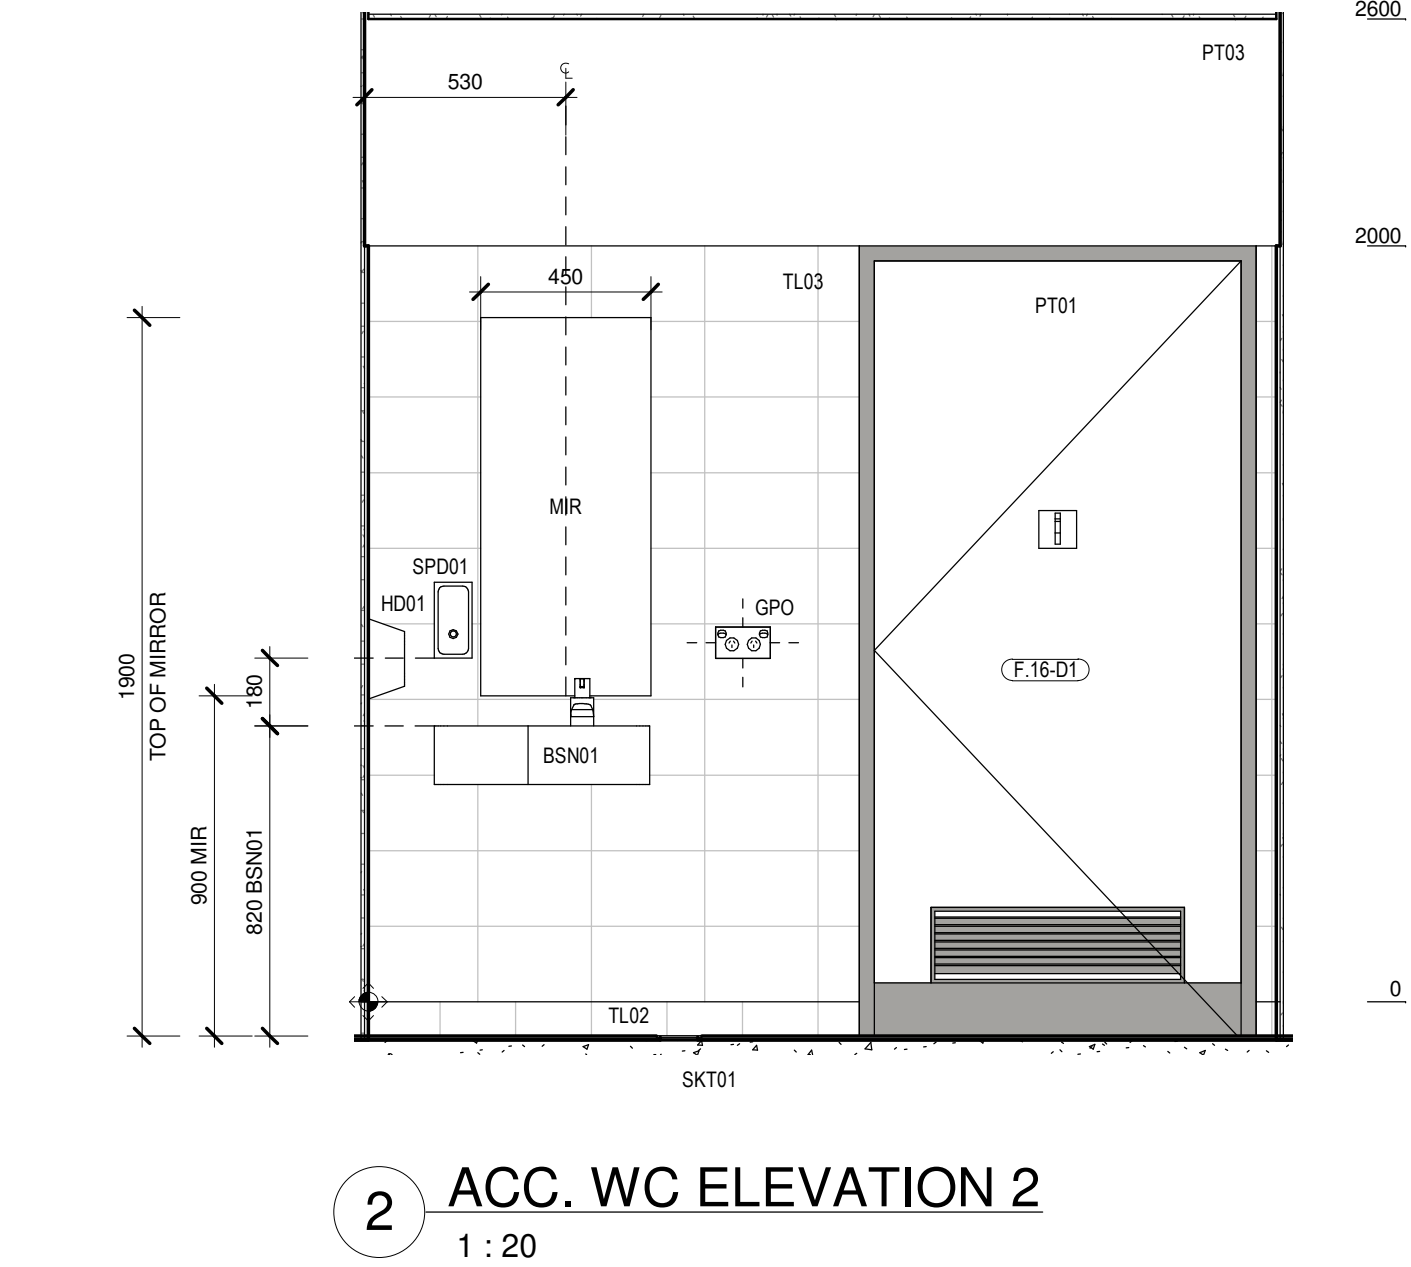 2600
PT03
℄
530
2000
450
TL03
PT01
MIR
SPD01
HD01
GPO
1900
TOP OF MIRROR
180
F.16-D1
BSN01
900 MIR
820 BSN01
0
TL02
SKT01
2
ACC. WC ELEVATION 2
1 : 20